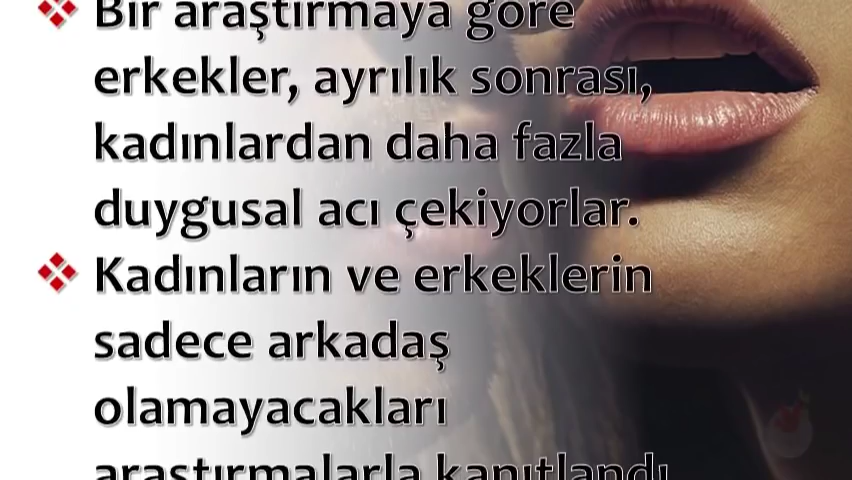 Bir araştırmaya göre
erkekler, ayrılık sonrası,
kadınlardan daha fazla
duygusal acı çekiyorlar.
Kadınların ve erkeklerin
sadece arkadaş
olamayacakları
araştırmalarla kanıtlandı